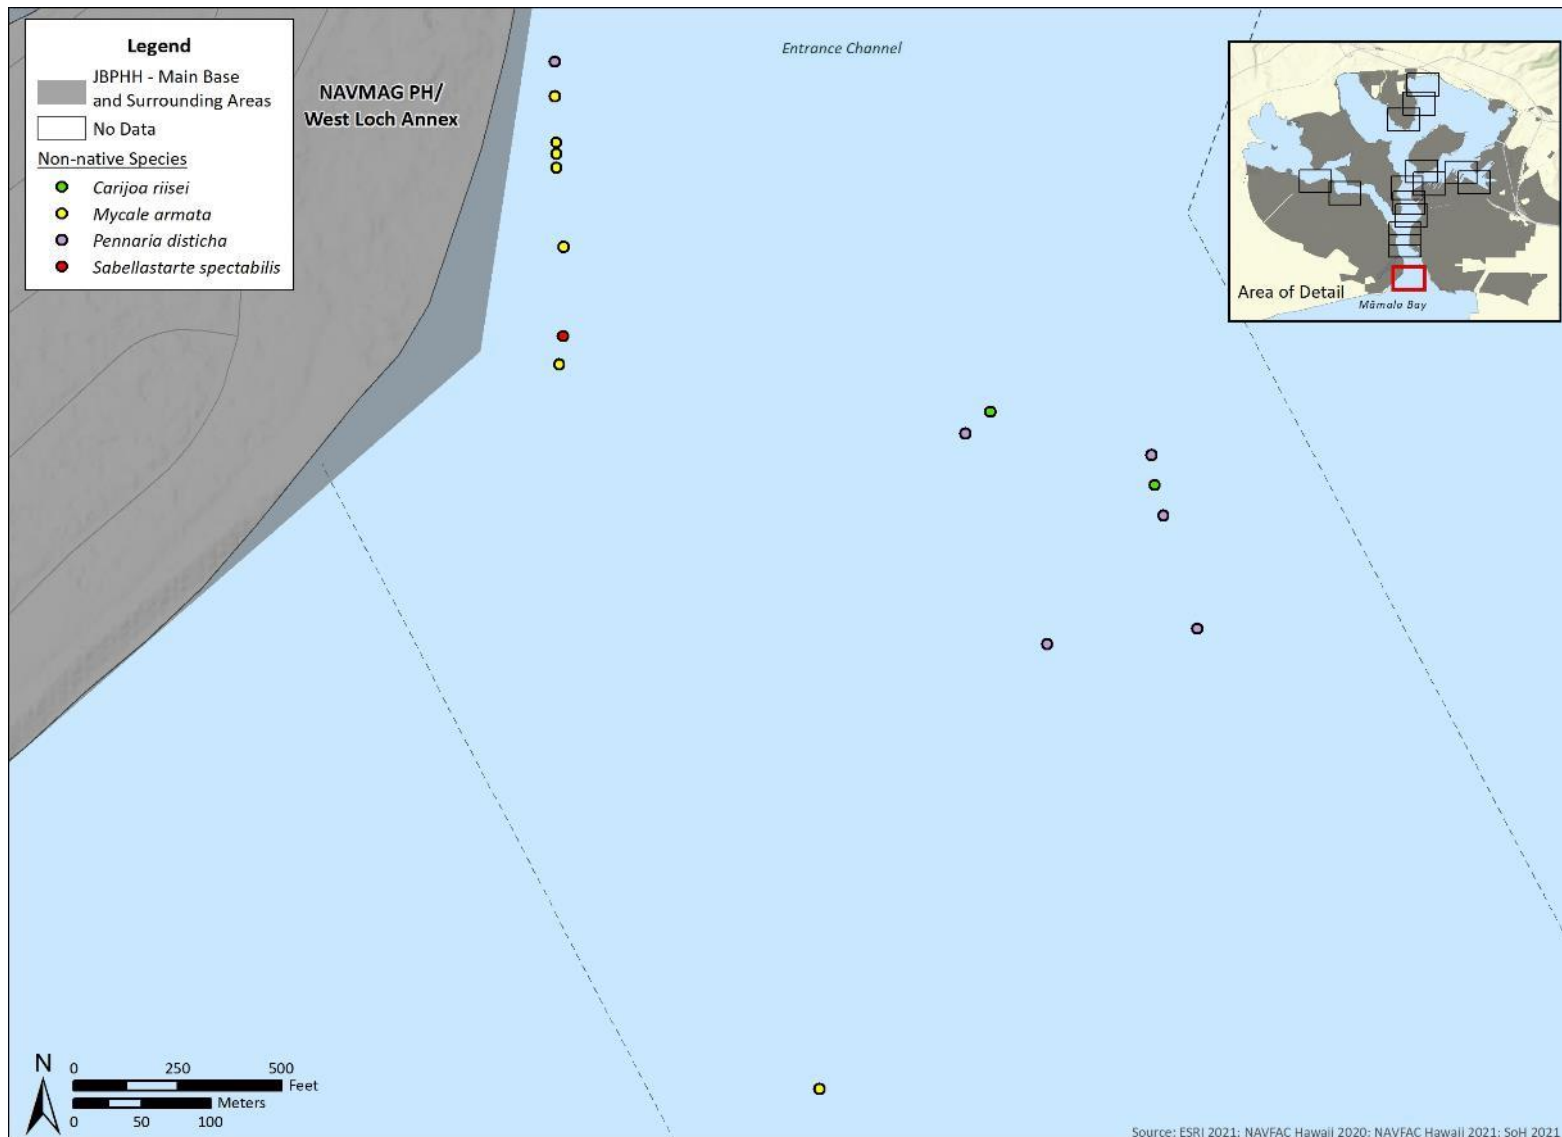 Legend
JBPHH - Main Base
and Surrounding Areas
No Data
Non-native Species
Carijoa riisei
Mycale armata
Pennaria disticha
Sabellastarte spectabilis
NAVMAG PH/
West Loch Annex
Entrance Channel
Area of Detail
Māmala Bay
N
0 250 500
Feet
Meters
0 50 100
Source: ESRI 2021; NAVFAC Hawaii 2020; NAVFAC Hawaii 2021; SoH 2021